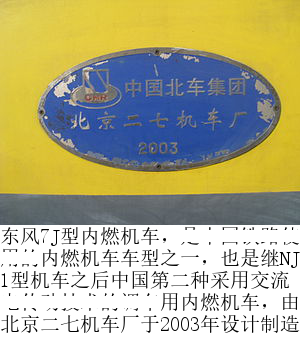 CNR
中国北车集团
北京二七机车厂
2003
东风7J型内燃机车，
内燃机车车型之一，也是继NJ
1型机车之后中国第二种采用交流
用内燃机车，由
北京二七机车厂于2003年设计制造